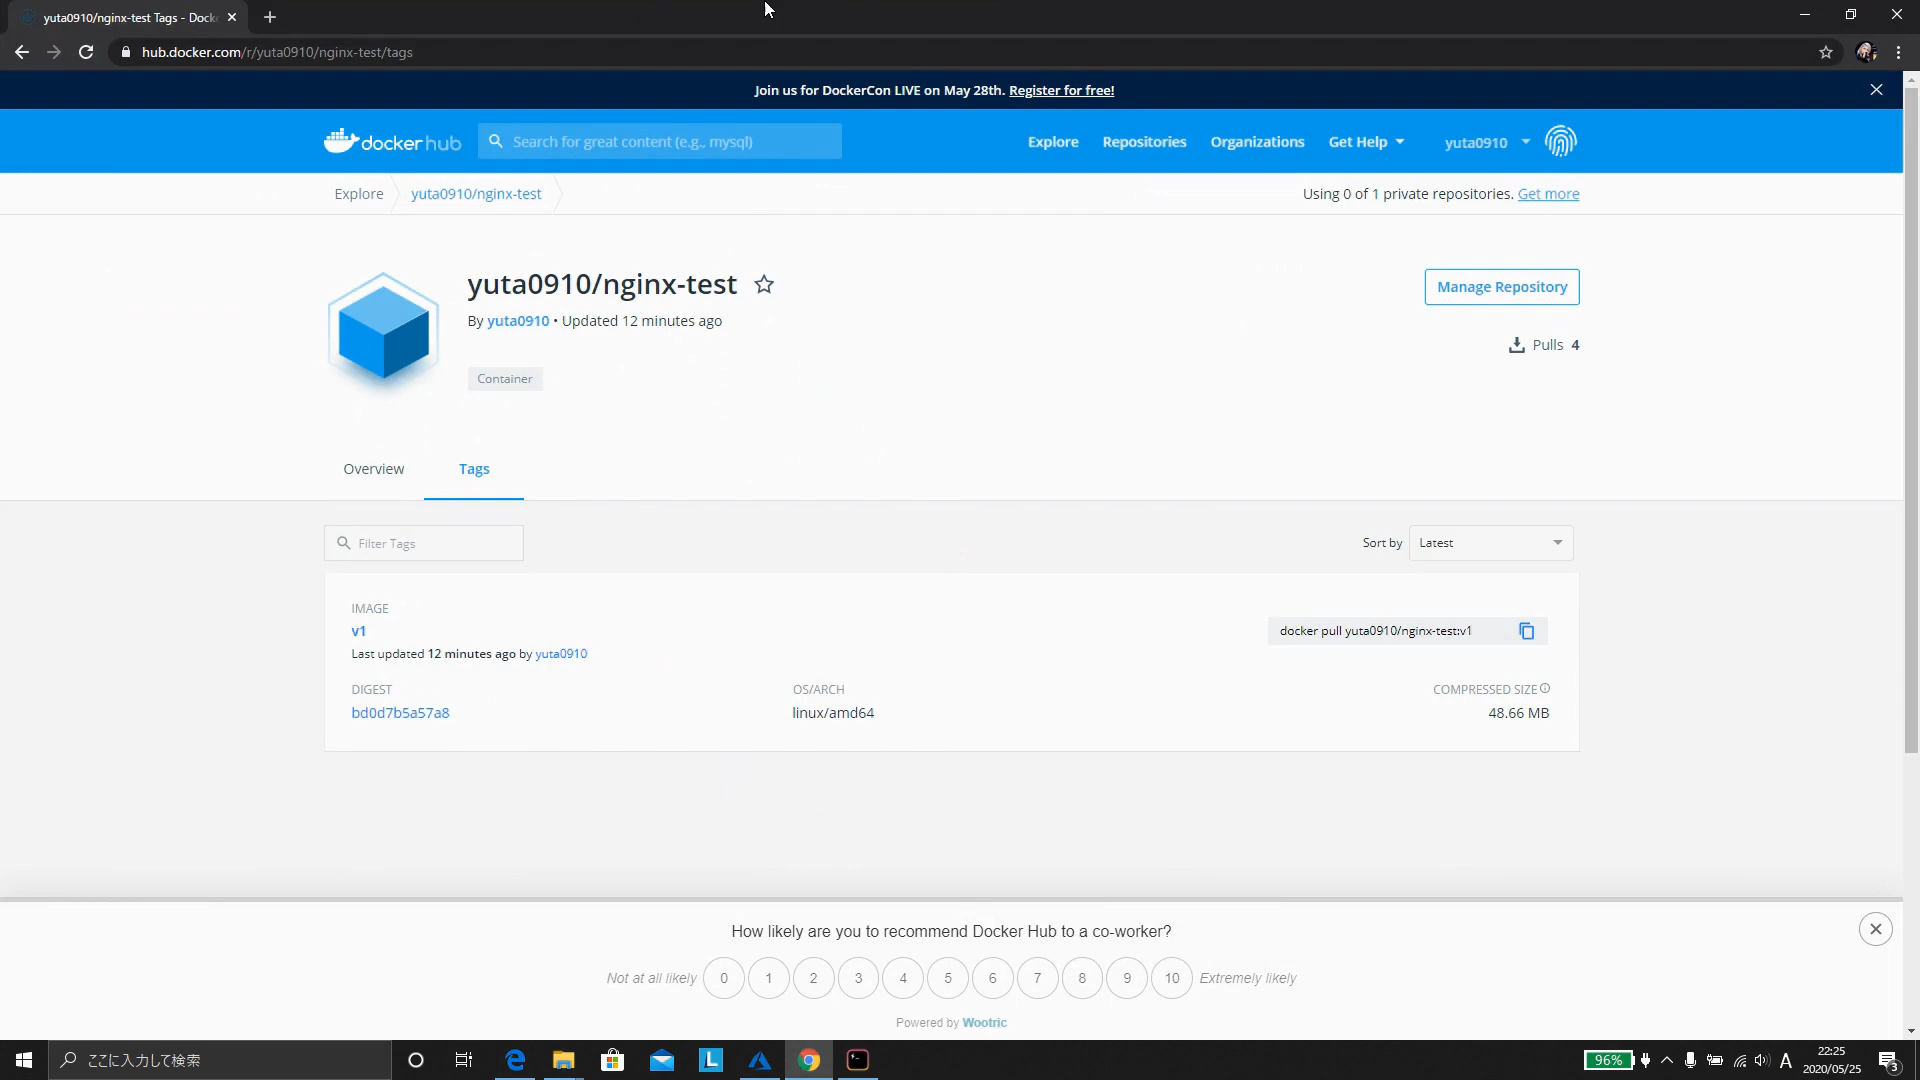 yuta0910/nginx-test Tags - Dock
hub.docker.com/r/yuta0910/nginx-test/tags
Join us for DockerCon LIVE on May 28th. Register for free!
docker hub
Search for great content (e.g., mysql)
Explore
Repositories
Organizations
Get Help
yuta0910
Explore
yuta0910/nginx-test
Using 0 of 1 private repositories. Get more
yuta0910/nginx-test
Manage Repository
By yuta0910 • Updated 12 minutes ago
Pulls 4
Container
Overview
Tags
Filter Tags
Sort by
Latest
IMAGE
v1
docker pull yuta0910/nginx-test:v1
Last updated 12 minutes ago by yuta0910
DIGEST
OS/ARCH
COMPRESSED SIZE
bd0d7b5a57a8
linux/amd64
48.66 MB
How likely are you to recommend Docker Hub to a co-worker?
Not at all likely
0
1
2
3
4
5
6
7
8
9
10
Extremely likely
Powered by Wootric
ここに入力して検索
L
96%
A
22:25
2020/05/25
3